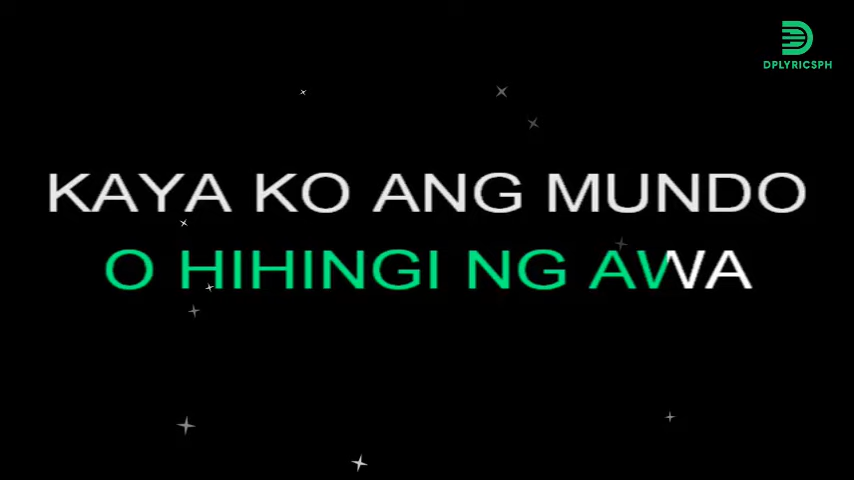 DPLYRICSPH
KAYA KO ANG MUNDO
O HIHINGI NG AWA